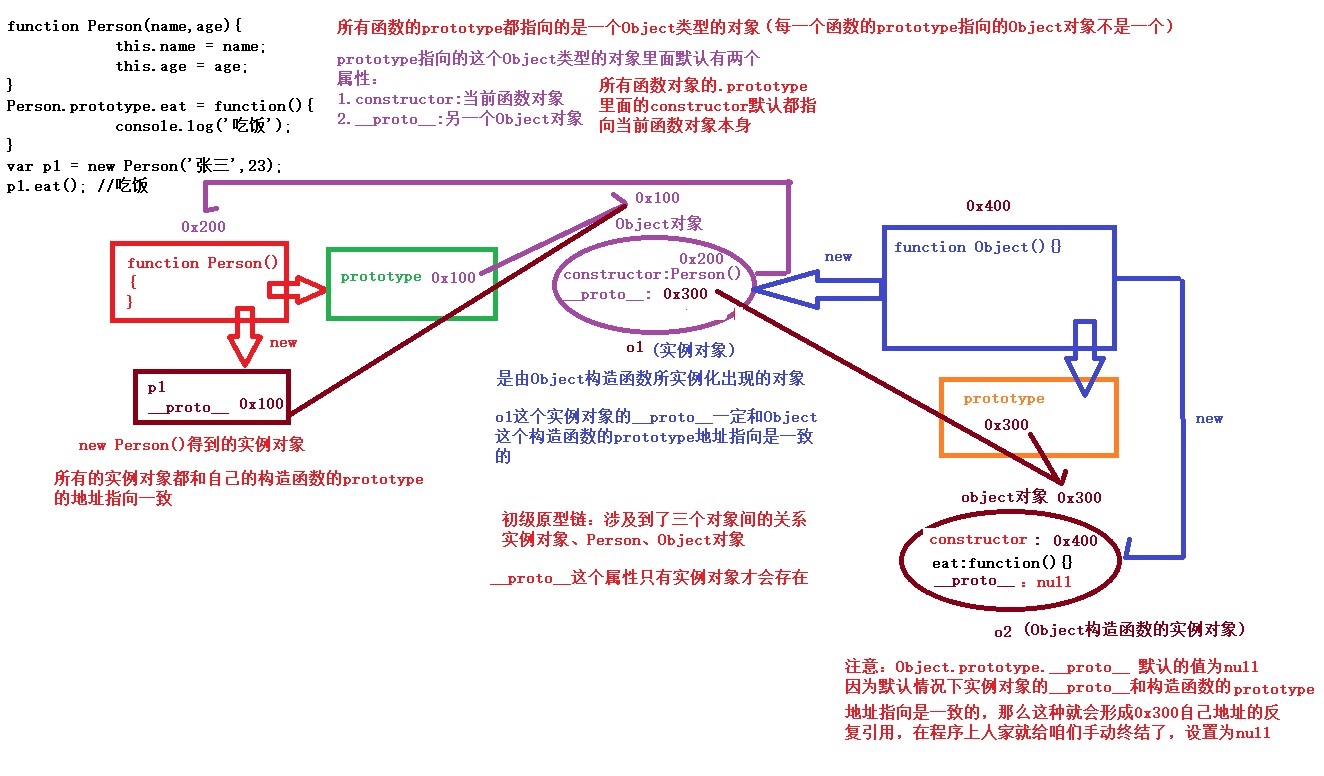 function Person(name,age){
this.name = name;
this.age = age;
}
Person.prototype.eat = function(){
console.log('吃饭');
}
var p1 = new Person('张三',23);
p1.eat(); //吃饭
所有函数的prototype都指向的是一个Object类型的对象（每一个函数的prototype指向的Object对象不是一个）
prototype指向的这个Object类型的对象里面默认有两个
属性：
1.constructor:当前函数对象
2.__proto__:另一个Object对象
所有函数对象的.prototype
里面的constructor默认都指
向当前函数对象本身
0x200
function Person()
{
}
new
prototype 0x100
p1
__proto__ 0x100
new Person()得到的实例对象
所有的实例对象都和自己的构造函数的prototype
的地址指向一致
0x100
Object对象
0x200
constructor:Person()
__proto__: 0x300
o1（实例对象）
是由Object构造函数所实例化出现的对象
o1这个实例对象的__proto__一定和Object
这个构造函数的prototype地址指向是一致
的
初级原型链：涉及到了三个对象间的关系
实例对象、Person、Object对象
__proto__这个属性只有实例对象才会存在
0x400
function Object(){}
new
prototype
0x300
new
object对象 0x300
constructor : 0x400
eat:function(){}
__proto__ : null
o2（Object构造函数的实例对象）
注意：Object.prototype.__proto__ 默认的值为null
因为默认情况下实例对象的__proto__和构造函数的prototype
地址指向是一致的，那么这种就会形成0x300自己地址的反
复引用，在程序上人家就给咱们手动终结了，设置为null